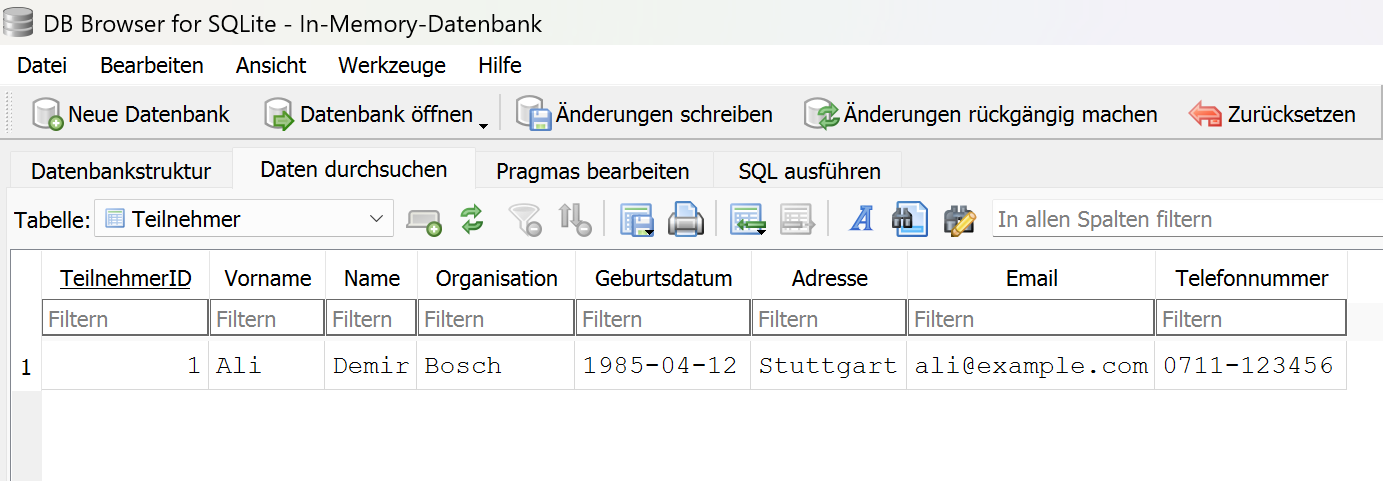 DB Browser for SQLite - In-Memory-Datenbank
Datei Bearbeiten Ansicht Werkzeuge Hilfe
Neue Datenbank Datenbank öffnen Änderungen schreiben Änderungen rückgängig machen Zurücksetzen
Datenbankstruktur Daten durchsuchen Pragmas bearbeiten SQL ausführen
Tabelle: Teilnehmer In allen Spalten filtern
TeilnehmerID Vorname Name Organisation Geburtsdatum Adresse Email Telefonnummer
Filtern Filtern Filtern Filtern Filtern Filtern Filtern Filtern
1 1 Ali Demir Bosch 1985-04-12 Stuttgart ali@example.com 0711-123456